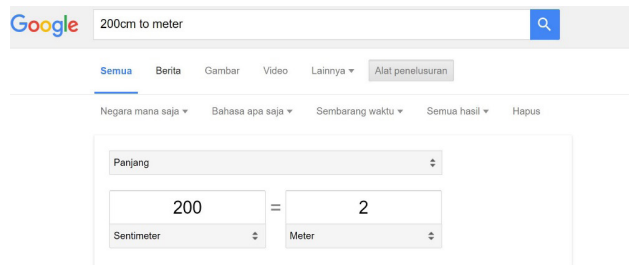 Google 200cm to meter
Semua Berita Gambar Video Lainnya Alat penelusuran
Negara mana saja Bahasa apa saja Sembarang waktu Semua hasil Hapus
Panjang
200 = 2
Sentimeter Meter